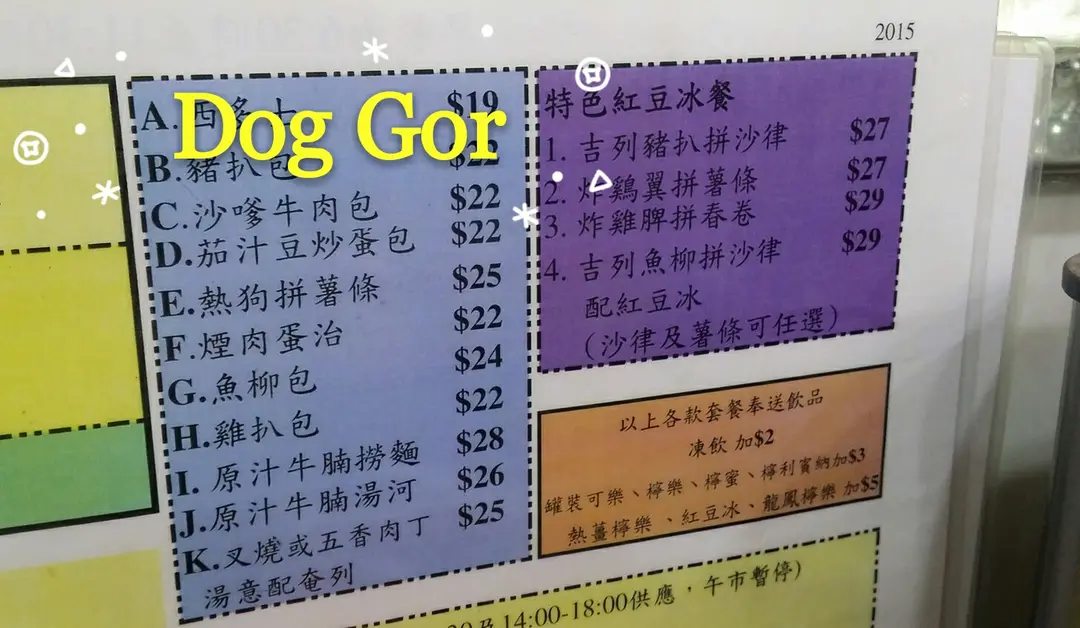 2015
Dog Gor
A.西多士 $19
B.豬扒包 $22
C.沙嗲牛肉包 $22
D.茄汁豆炒蛋包 $22
E.熱狗拼薯條 $25
F.煙肉蛋治 $22
G.魚柳包 $24
H.雞扒包 $22
I.原汁牛腩撈麵 $28
J.原汁牛腩湯河 $26
K.叉燒或五香肉丁 $25
湯意配奄列
特色紅豆冰餐
1. 吉列豬扒拼沙律 $27
2. 炸鷄翼拼薯條 $27
3. 炸雞脾拼春卷 $29
4. 吉列魚柳拼沙律 $29
配紅豆冰
(沙律及薯條可任選)
以上各款套餐奉送飲品
凍飲 加$2
罐裝可樂、檸樂、檸蜜、檸利賓納加$3
熱薑檸樂、紅豆冰、龍鳳檸樂 加$5
及14:00-18:00供應，午市暫停)